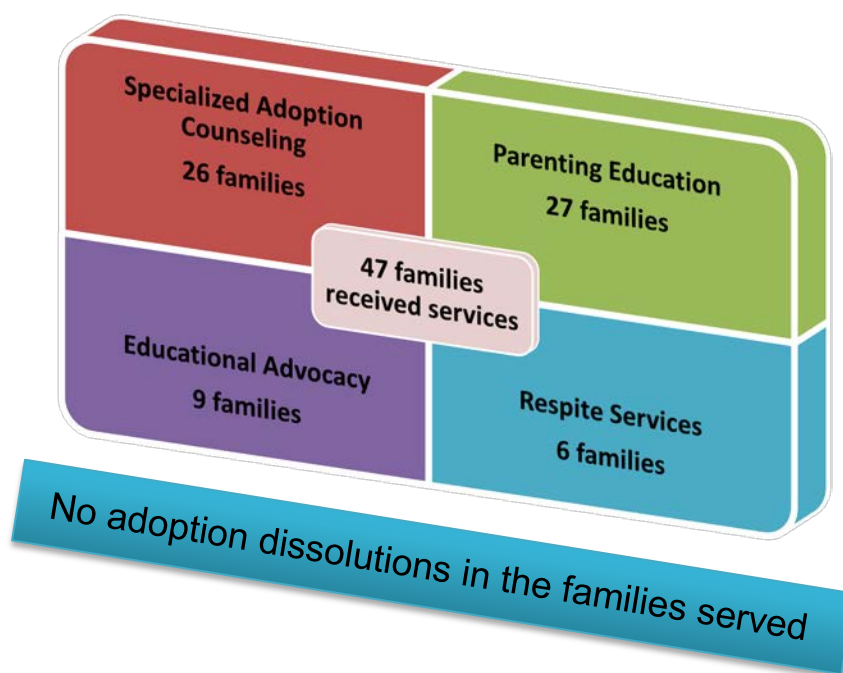 Specialized Adoption
Counseling
26 families
Parenting Education
27 families
47 families
received services
Educational Advocacy
9 families
Respite Services
6 families
No adoption dissolutions in the families served